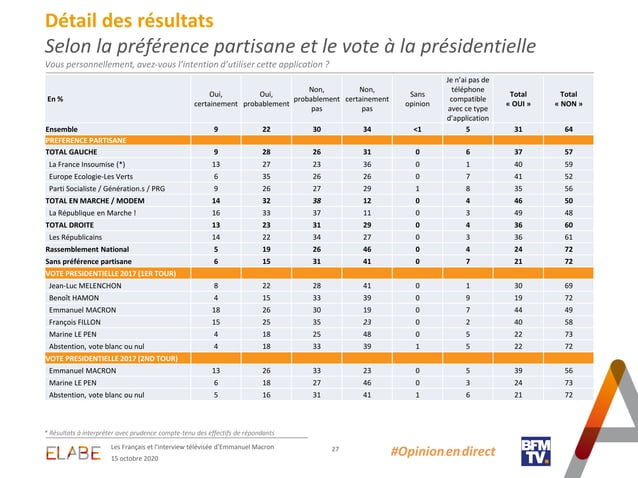 Détail des résultats
Selon la préférence partisane et le vote à la présidentielle
Vous personnellement, avez-vous l'intention d'utiliser cette application ?
En % Oui, certainement Oui, probablement Non, probablement pas Non, certainement pas Sans opinion Je n'ai pas de téléphone compatible avec ce type d'application Total « OUI » Total « NON »
Ensemble 9 22 30 34 <1 5 31 64
PREFERENCE PARTISANE
TOTAL GAUCHE 9 28 26 31 0 6 37 57
La France Insoumise (*) 13 27 23 36 0 1 40 59
Europe Ecologie-Les Verts 6 35 26 26 0 7 41 52
Parti Socialiste / Génération.s / PRG 9 26 27 29 1 8 35 56
TOTAL EN MARCHE / MODEM 14 32 38 12 0 4 46 50
La République en Marche ! 16 33 37 11 0 3 49 48
TOTAL DROITE 13 23 31 29 0 4 36 60
Les Républicains 14 22 34 27 0 3 36 61
Rassemblement National 5 19 26 46 0 4 24 72
Sans préférence partisane 6 15 31 41 0 7 21 72
VOTE PRESIDENTIELLE 2017 (1ER TOUR)
Jean-Luc MELENCHON 8 22 28 41 0 1 30 69
Benoît HAMON 4 15 33 39 0 9 19 72
Emmanuel MACRON 18 26 30 19 0 7 44 49
François FILLON 15 25 35 23 0 2 40 58
Marine LE PEN 4 18 25 48 0 5 22 73
Abstention, vote blanc ou nul 4 18 33 39 1 5 22 72
VOTE PRESIDENTIELLE 2017 (2ND TOUR)
Emmanuel MACRON 13 26 33 23 0 5 39 56
Marine LE PEN 6 18 27 46 0 3 24 73
Abstention, vote blanc ou nul 5 16 31 41 1 6 21 72
* Résultats à interpréter avec prudence compte-tenu des effectifs de répondants
ELABE
Les Français et l'interview télévisée d'Emmanuel Macron
15 octobre 2020
27
#Opinionendirect
BFM
TV.